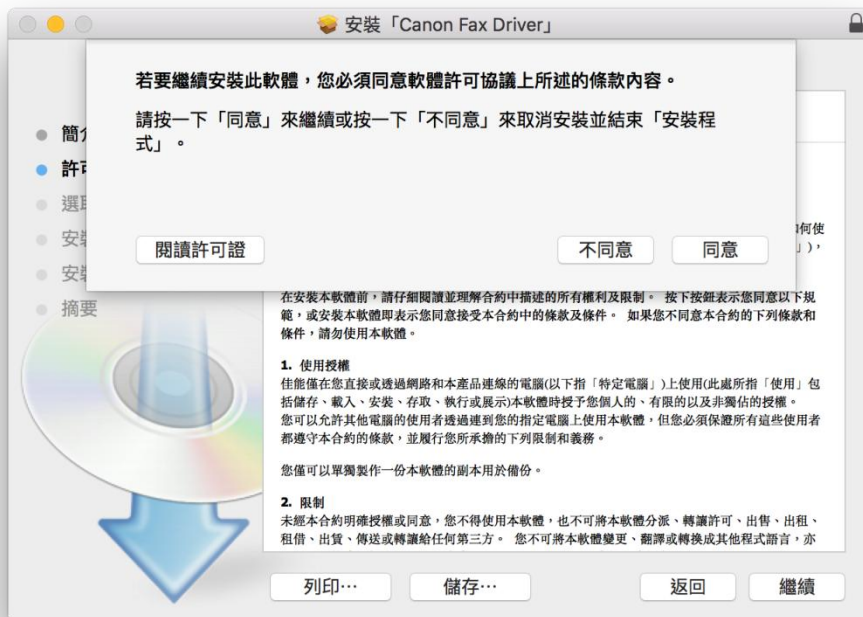 安裝「Canon Fax Driver」
若要繼續安裝此軟體，您必須同意軟體許可協議上所述的條款內容。
請按一下「同意」來繼續或按一下「不同意」來取消安裝並結束「安裝程
式」。
閱讀許可證
不同意
同意
簡
許
選
安
安
摘要
何使
」)，
在安裝本軟體前，請仔細閱讀並理解合約中描述的所有權利及限制。 按下按鈕表示您同意以下規
範，或安裝本軟體即表示您同意接受本合約中的條款及條件。 如果您不同意本合約的下列條款和
條件，請勿使用本軟體。
1. 使用授權
佳能僅在您直接或透過網路和本產品連線的電腦(以下指「特定電腦」)上使用(此處所指「使用」包
括儲存、載入、安裝、存取、執行或展示)本軟體時授予您個人的、有限的以及非獨佔的授權。
您可以允許其他電腦的使用者透過連到您的指定電腦上使用本軟體，但您必須保證所有這些使用者
都遵守本合約的條款，並履行您所承擔的下列限制和義務。
您僅可以單獨製作一份本軟體的副本用於備份。
2. 限制
未經本合約明確授權或同意，您不得使用本軟體，也不可將本軟體分派、轉讓許可、出售、出租、
租借、出賃、傳送或轉讓給任何第三方。 您不可將本軟體變更、翻譯或轉換成其他程式語言，亦
列印⋯
儲存⋯
返回
繼續